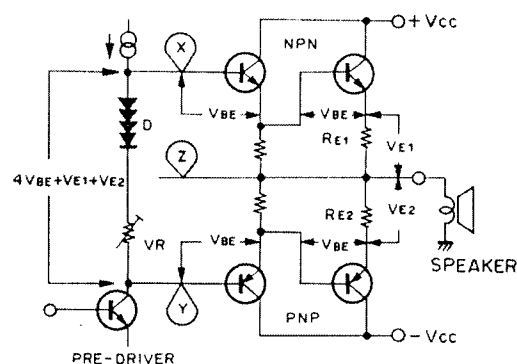 + Vcc
X
NPN
D
VBE
VBE
RE1
VE1
Z
4VBE+VE1+VE2
VE2
RE2
VR
VBE
VBE
SPEAKER
Y
PNP
- Vcc
PRE-DRIVER